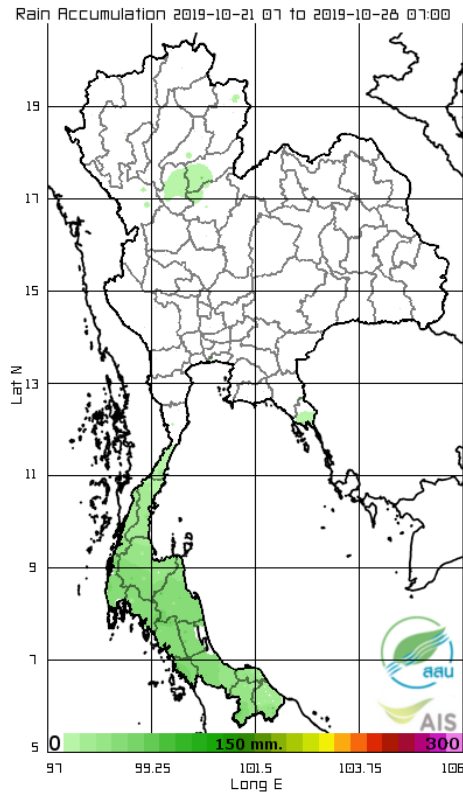 Rain Accumulation 2019-10-21 07 to 2019-10-28 07:00
19
17
15
13
11
9
7
5
Lat N
0 150 mm. 300
97 99.25 101.5 103.75 106
Long E
สสน
AIS